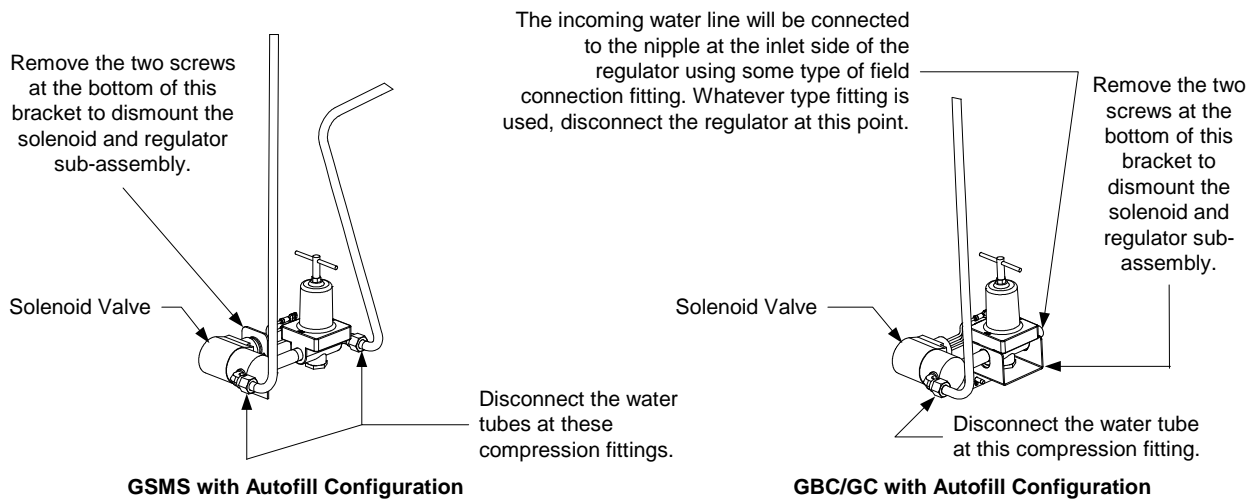 Remove the two screws
at the bottom of this
bracket to dismount the
solenoid and regulator
sub-assembly.
Solenoid Valve
Disconnect the water
tubes at these
compression fittings.
GSMS with Autofill Configuration
The incoming water line will be connected
to the nipple at the inlet side of the
regulator using some type of field
connection fitting. Whatever type fitting is
used, disconnect the regulator at this point.
Remove the two
screws at the
bottom of this
bracket to
dismount the
solenoid and
regulator sub-
assembly.
Solenoid Valve
Disconnect the water tube
at this compression fitting.
GBC/GC with Autofill Configuration